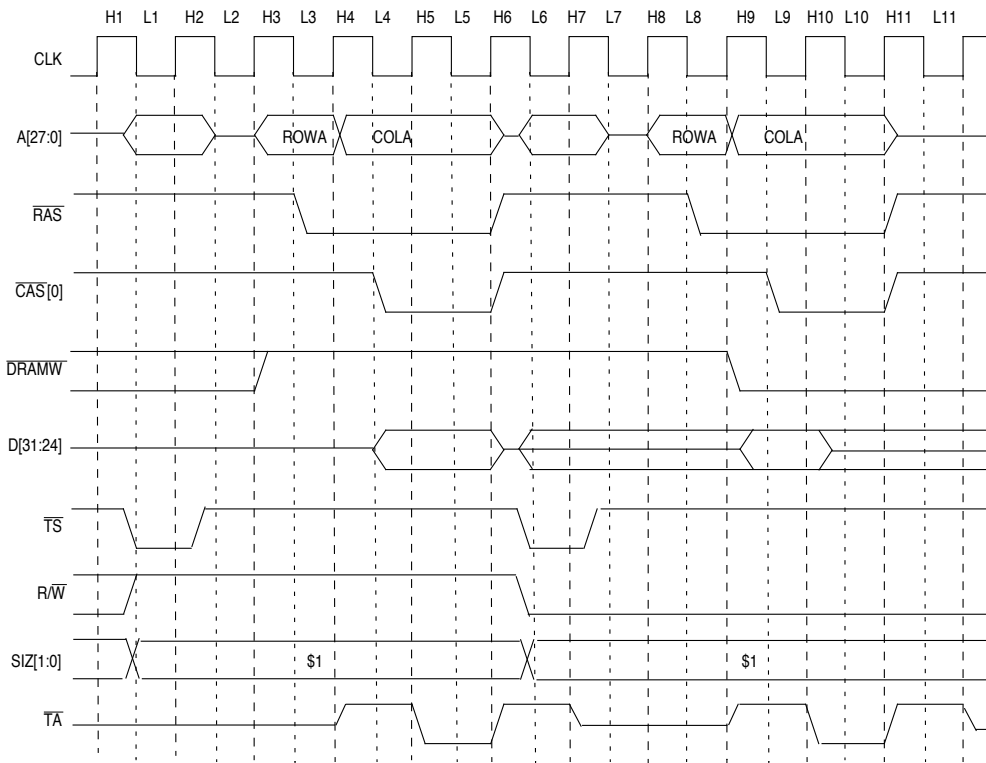 H1 L1 H2 L2 H3 L3 H4 L4 H5 L5 H6 L6 H7 L7 H8 L8 H9 L9 H10 L10 H11 L11
CLK
A[27:0] ROWA COLA ROWA COLA
RAS
CAS[0]
DRAMW
D[31:24]
TS
R/W
SIZ[1:0] $1 $1
TA